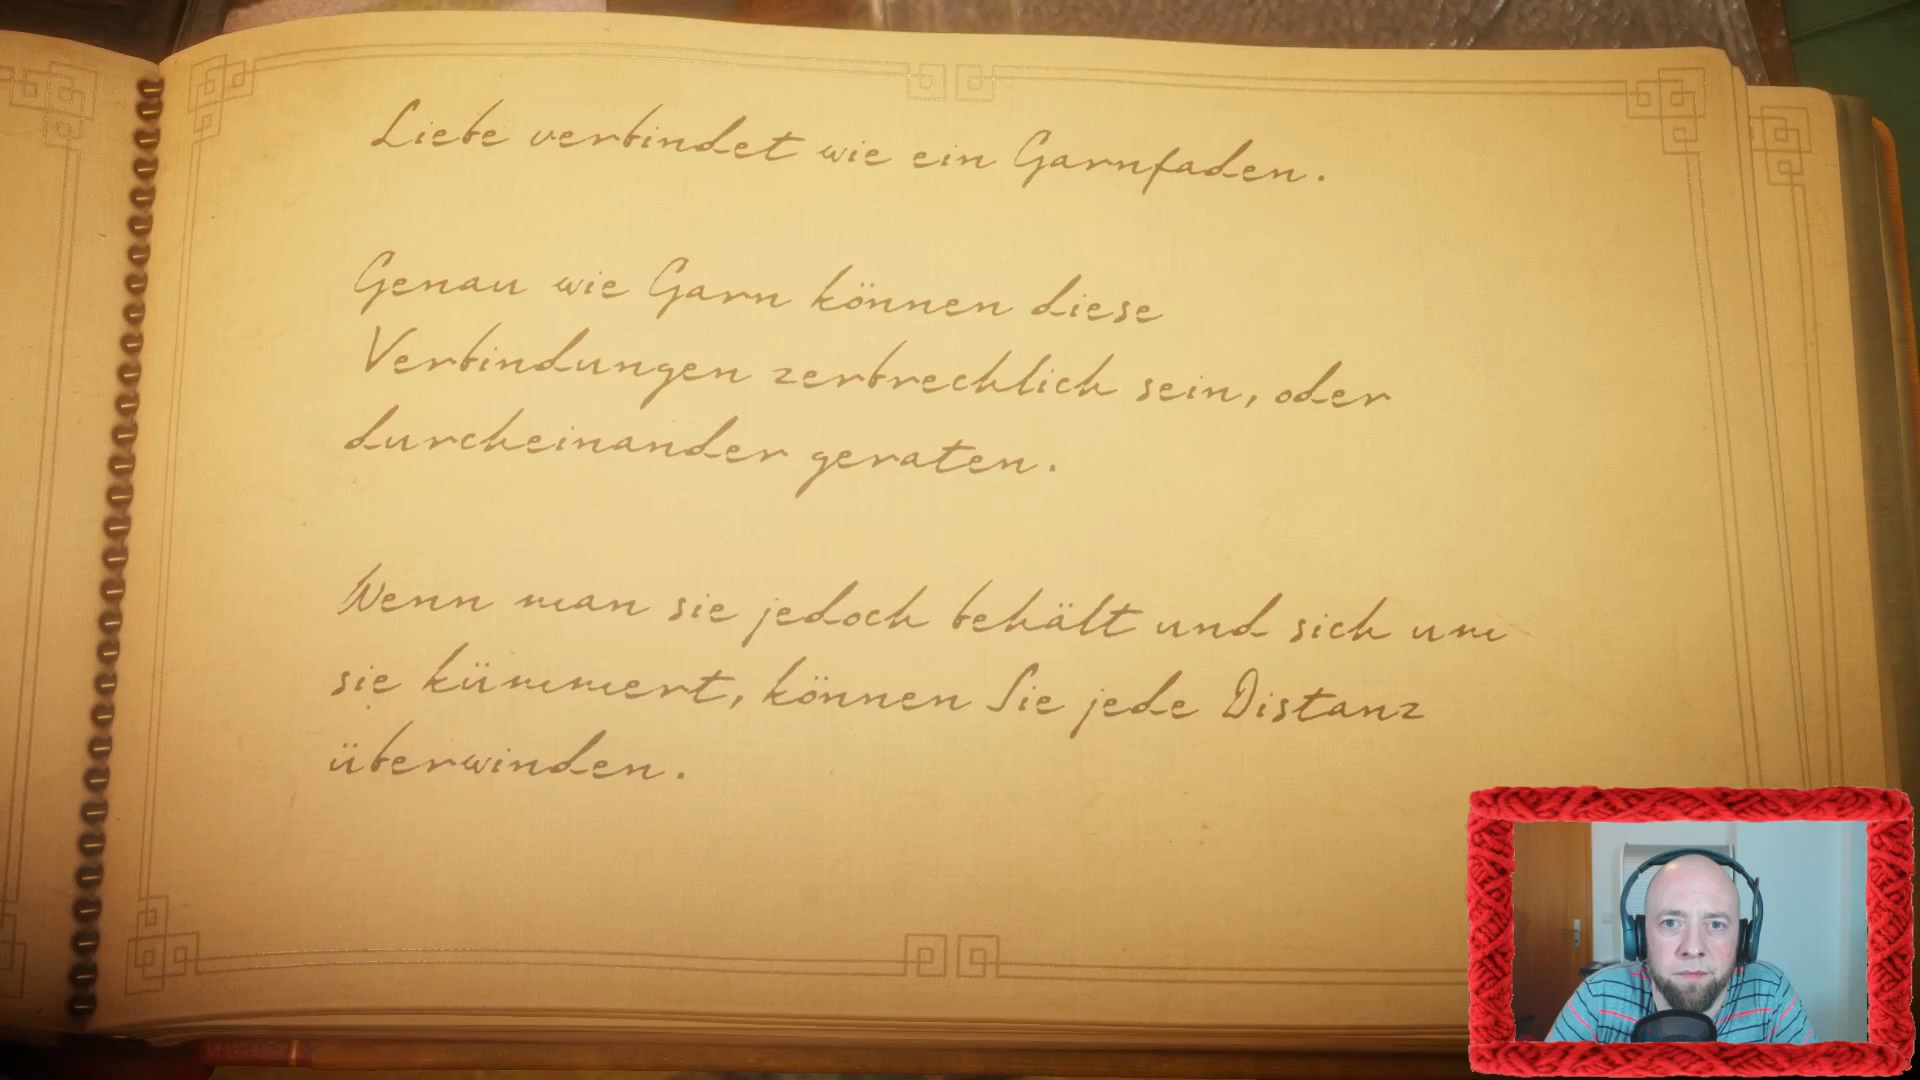 Liebe verbindet wie ein Garnfaden.
Genau wie Garn können diese
Verbindungen zerbrechlich sein, oder
durcheinander geraten.
Wenn man sie jedoch behält und sich um
sie kümmert, können Sie jede Distanz
überwinden.